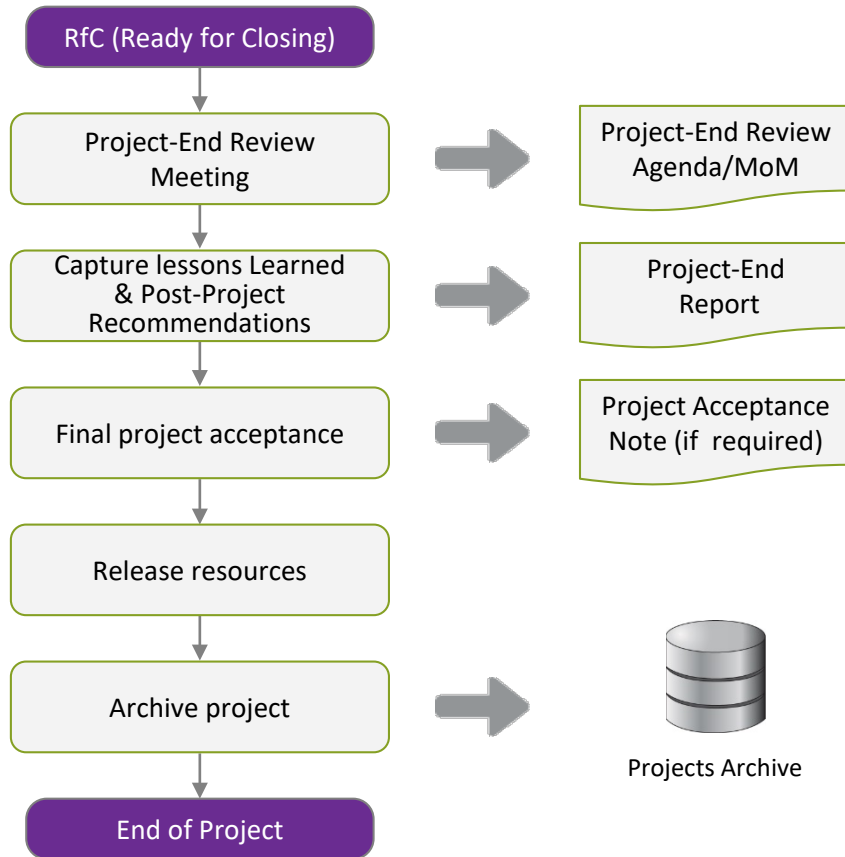 RfC (Ready for Closing)
Project-End Review
Meeting
Project-End Review
Agenda/MoM
Capture lessons Learned
& Post-Project
Recommendations
Project-End
Report
Final project acceptance
Project Acceptance
Note (if required)
Release resources
Archive project
Projects Archive
End of Project